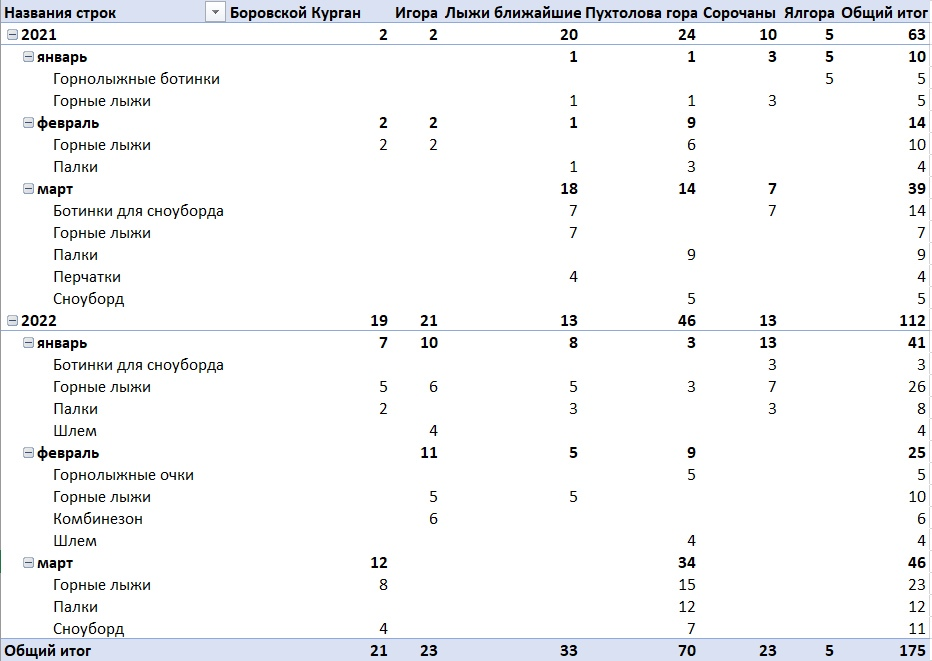 Названия строк Боровской Курган Игора Лыжи ближайшие Пухтолова гора Сорочаны Ялгора Общий итог
2021 2 2 20 24 10 5 63
январь 1 1 3 5 10
Горнолыжные ботинки 5 5
Горные лыжи 1 1 3 5
февраль 2 2 1 9 14
Горные лыжи 2 2 6 10
Палки 1 3 4
март 18 14 7 39
Ботинки для сноуборда 7 7 14
Горные лыжи 7 7
Палки 9 9
Перчатки 4 4
Сноуборд 5 5
2022 19 21 13 46 13 112
январь 7 10 8 3 13 41
Ботинки для сноуборда 3 3
Горные лыжи 5 6 5 3 7 26
Палки 2 3 3 8
Шлем 4 4
февраль 11 5 9 25
Горнолыжные очки 5 5
Горные лыжи 5 5 10
Комбинезон 6 6
Шлем 4 4
март 12 34 46
Горные лыжи 8 15 23
Палки 12 12
Сноуборд 4 7 11
Общий итог 21 23 33 70 23 5 175